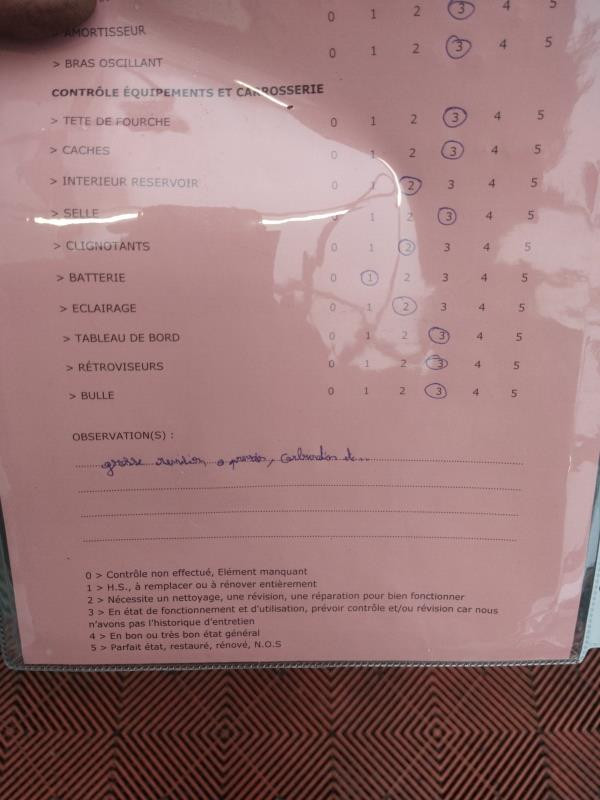 0 1 2 3 4 5
> AMORTISSEUR 0 1 2 3 4 5
> BRAS OSCILLANT
CONTRÔLE ÉQUIPEMENTS ET CARROSSERIE
> TETE DE FOURCHE 0 1 2 3 4 5
> CACHES 0 1 2 3 4 5
> INTERIEUR RESERVOIR 0 1 2 3 4 5
> SELLE 0 1 2 3 4 5
> CLIGNOTANTS 0 1 2 3 4 5
> BATTERIE 0 1 2 3 4 5
> ECLAIRAGE 0 1 2 3 4 5
> TABLEAU DE BORD 0 1 2 3 4 5
> RÉTROVISEURS 0 1 2 3 4 5
> BULLE 0 1 2 3 4 5
OBSERVATION(S) :
grosse révision a prévoir,
0 > Contrôle non effectué, Elément manquant
1 > H.S., à remplacer ou à rénover entièrement
2 > Nécessite un nettoyage, une révision, une réparation pour bien fonctionner
3 > En état de fonctionnement et d'utilisation, prévoir contrôle et/ou révision car nous
n'avons pas l'historique d'entretien
4 > En bon ou très bon état général
5 > Parfait état, restauré, rénové, N.O.S